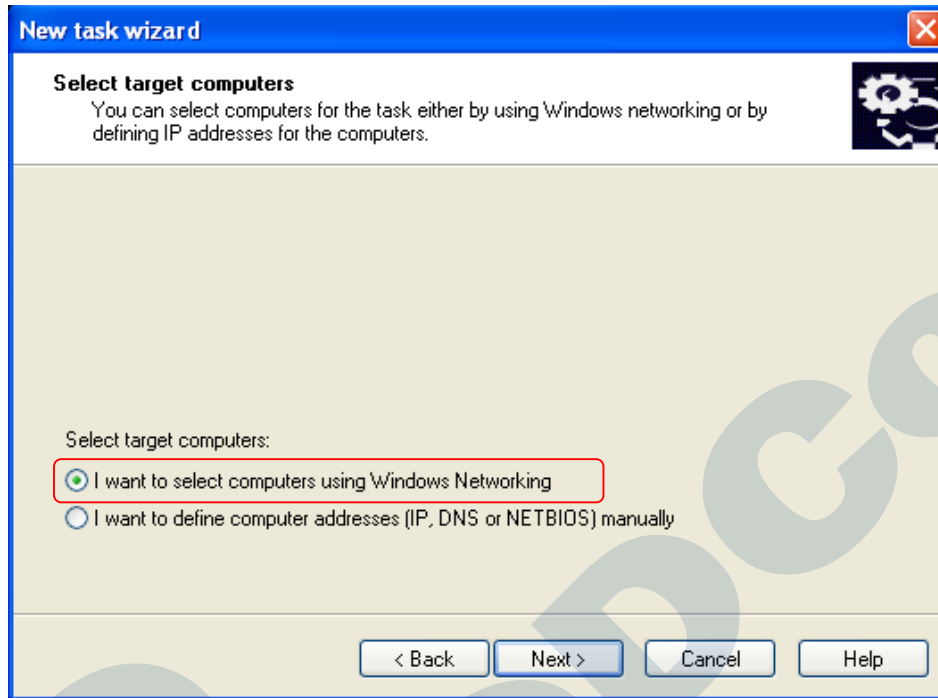 New task wizard
Select target computers
You can select computers for the task either by using Windows networking or by
defining IP addresses for the computers.
Select target computers:
I want to select computers using Windows Networking
I want to define computer addresses (IP, DNS or NETBIOS) manually
< Back Next > Cancel Help